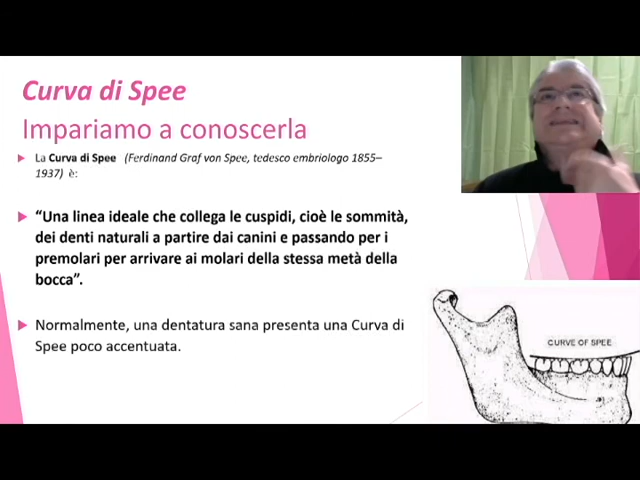 Curva di Spee
Impariamo a conoscerla
La Curva di Spee (Ferdinand Graf von Spee, tedesco embriologo 1855–
1937) è:
“Una linea ideale che collega le cuspidi, cioè le sommità,
dei denti naturali a partire dai canini e passando per i
premolari per arrivare ai molari della stessa metà della
bocca”.
Normalmente, una dentatura sana presenta una Curva di
Spee poco accentuata.
CURVE OF SPEE